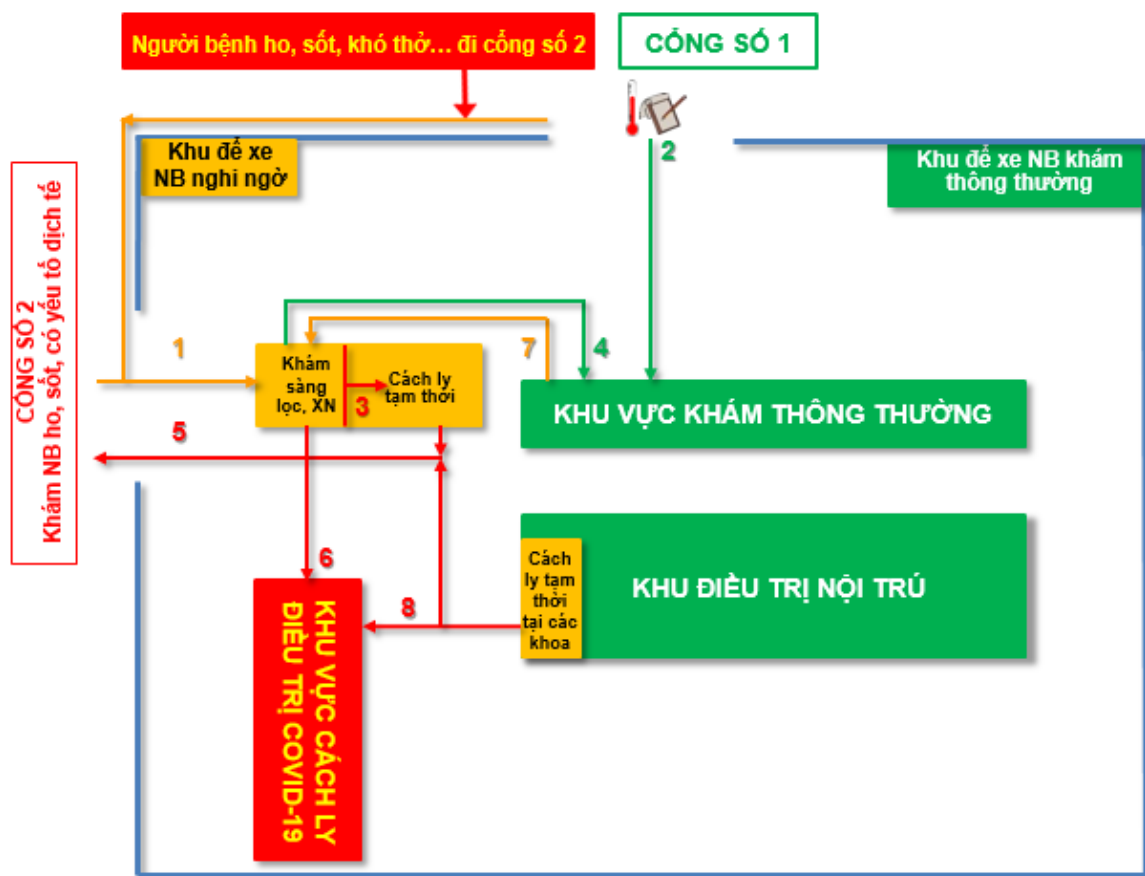 Người bệnh ho, sốt, khó thở... đi cổng số 2
CỔNG SỐ 1
Khu để xe
NB nghi ngờ
2
Khu để xe NB khám
thông thường
CỔNG SỐ 2
Khám NB ho, sốt, có yếu tố dịch tễ
1
Khám
sàng
lọc, XN
3
Cách ly
tạm thời
7
4
KHU VỰC KHÁM THÔNG THƯỜNG
5
6
Cách
ly tạm
thời
tại các
khoa
KHU ĐIỀU TRỊ NỘI TRÚ
8
KHU VỰC CÁCH LY
ĐIỀU TRỊ COVID-19